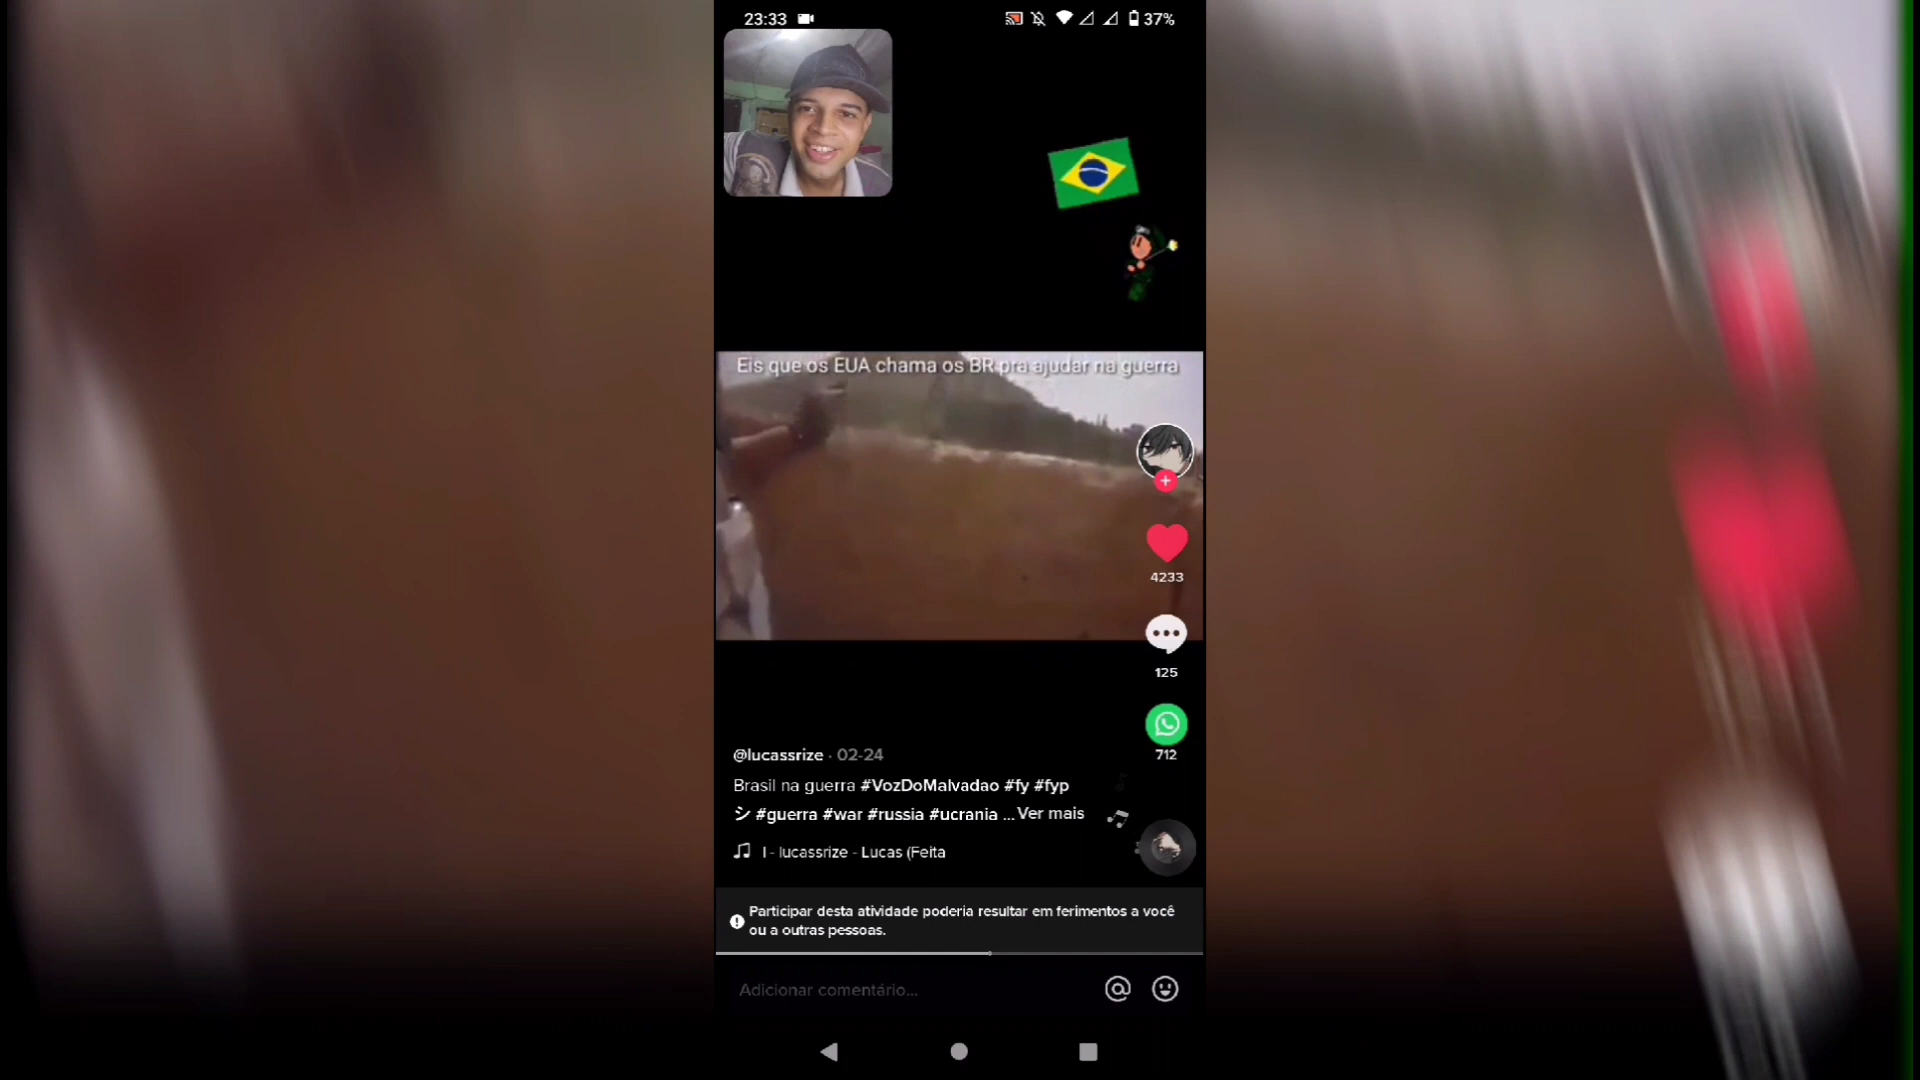 23:33
37%
Eis que os EUA chama os BR pra ajudar na guerra
4233
125
712
@lucassrize · 02-24
Brasil na guerra #VozDoMalvadao #fy #fyp
シ #guerra #war #russia #ucrania ... Ver mais
l - lucassrize - Lucas (Feita
Participar desta atividade poderia resultar em ferimentos a você
ou a outras pessoas.
Adicionar comentário...